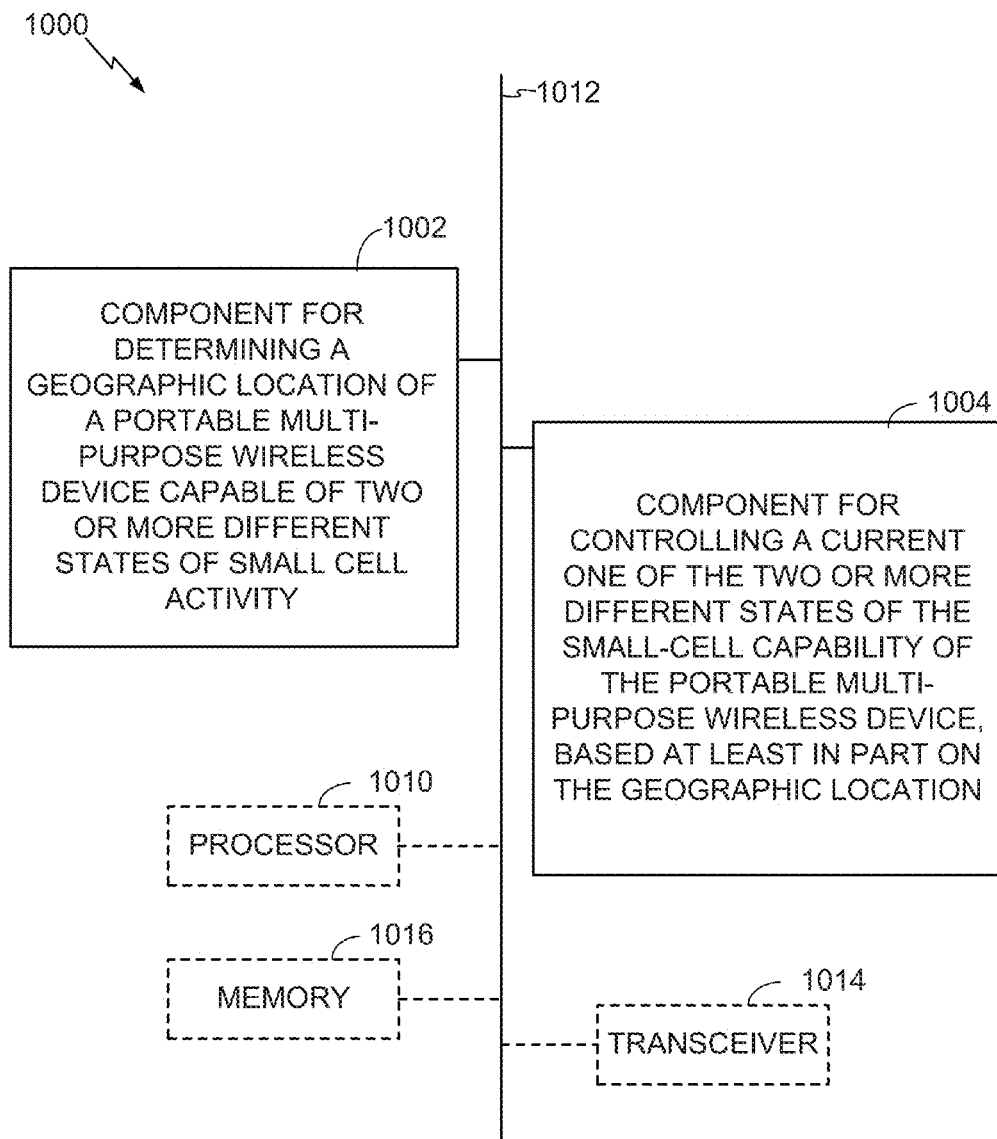 1000
1012
1002
COMPONENT FOR
DETERMINING A
GEOGRAPHIC LOCATION OF
A PORTABLE MULTI-
PURPOSE WIRELESS
DEVICE CAPABLE OF TWO
OR MORE DIFFERENT
STATES OF SMALL CELL
ACTIVITY
1004
COMPONENT FOR
CONTROLLING A CURRENT
ONE OF THE TWO OR MORE
DIFFERENT STATES OF THE
SMALL-CELL CAPABILITY OF
THE PORTABLE MULTI-
PURPOSE WIRELESS DEVICE,
BASED AT LEAST IN PART ON
THE GEOGRAPHIC LOCATION
1010
PROCESSOR
1016
MEMORY
1014
TRANSCEIVER